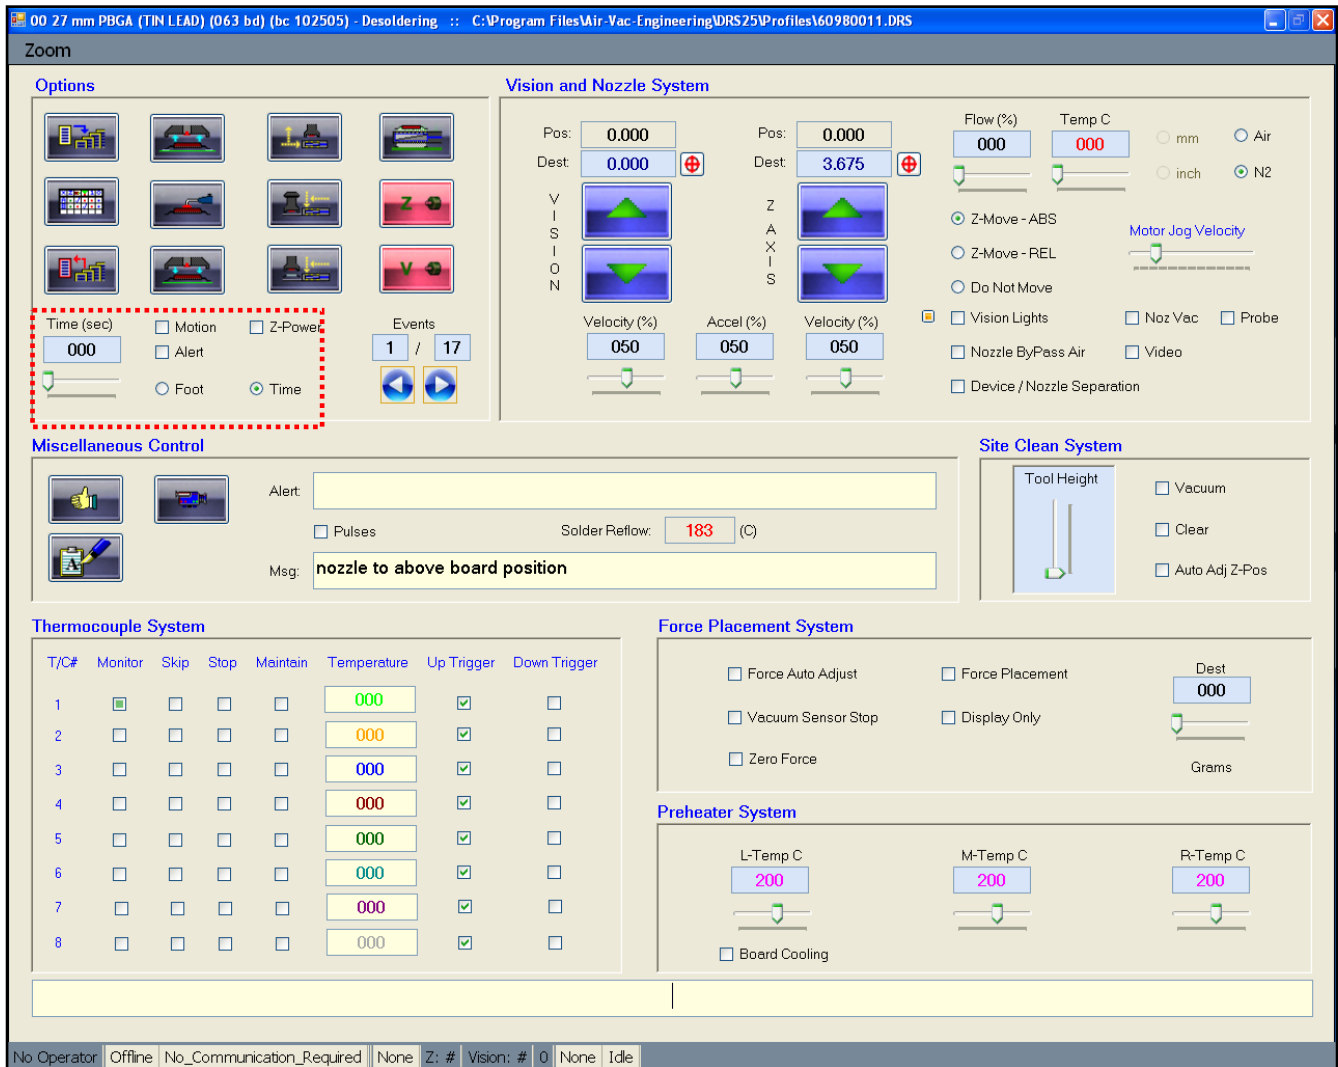 00 27 mm PBGA (TIN LEAD) (063 bd) (bc 102505) - Desoldering :: C:\Program Files\Air-Vac-Engineering\DRS25\Profiles\60980011.DRS
Zoom
Options
Z
V
Time (sec)
000
Motion
Z-Power
Alert
Foot
Time
Events
1 / 17
Vision and Nozzle System
Pos: 0.000
Dest: 0.000
VISION
Velocity (%)
050
Accel (%)
050
Pos: 0.000
Dest: 3.675
Z AXIS
Velocity (%)
050
Flow (%)
000
Temp C
000
mm
Air
inch
N2
Z-Move - ABS
Z-Move - REL
Do Not Move
Motor Jog Velocity
Vision Lights
Noz Vac
Probe
Nozzle ByPass Air
Video
Device / Nozzle Separation
Miscellaneous Control
A
Alert:
Pulses
Solder Reflow: 183 (C)
Msg: nozzle to above board position
Site Clean System
Tool Height
Vacuum
Clear
Auto Adj Z-Pos
Thermocouple System
T/C# Monitor Skip Stop Maintain Temperature Up Trigger Down Trigger
1 000
2 000
3 000
4 000
5 000
6 000
7 000
8 000
Force Placement System
Force Auto Adjust
Force Placement
Vacuum Sensor Stop
Display Only
Zero Force
Dest
000
Grams
Preheater System
L-Temp C
200
M-Temp C
200
R-Temp C
200
Board Cooling
No Operator Offline No_Communication_Required None Z: # Vision: # 0 None Idle